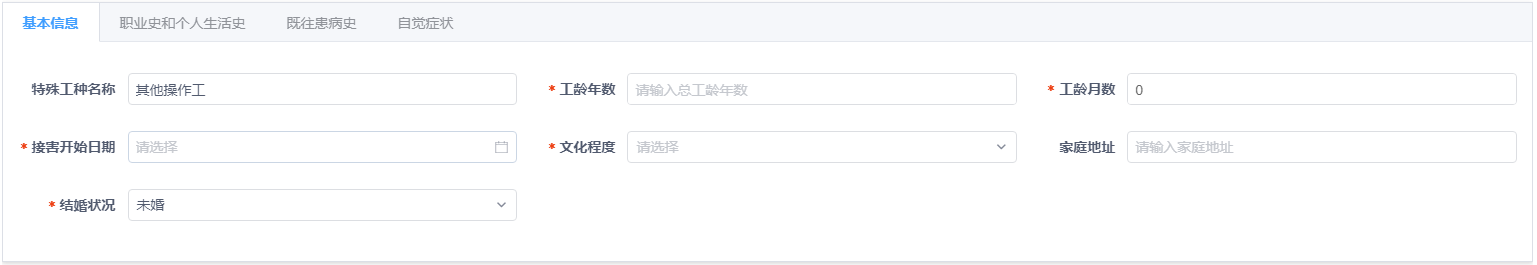 基本信息 职业史和个人生活史 既往患病史 自觉症状
特殊工种名称 其他操作工 * 工龄年数 请输入总工龄年数 * 工龄月数 0
* 接害开始日期 请选择 * 文化程度 请选择 家庭地址 请输入家庭地址
* 结婚状况 未婚